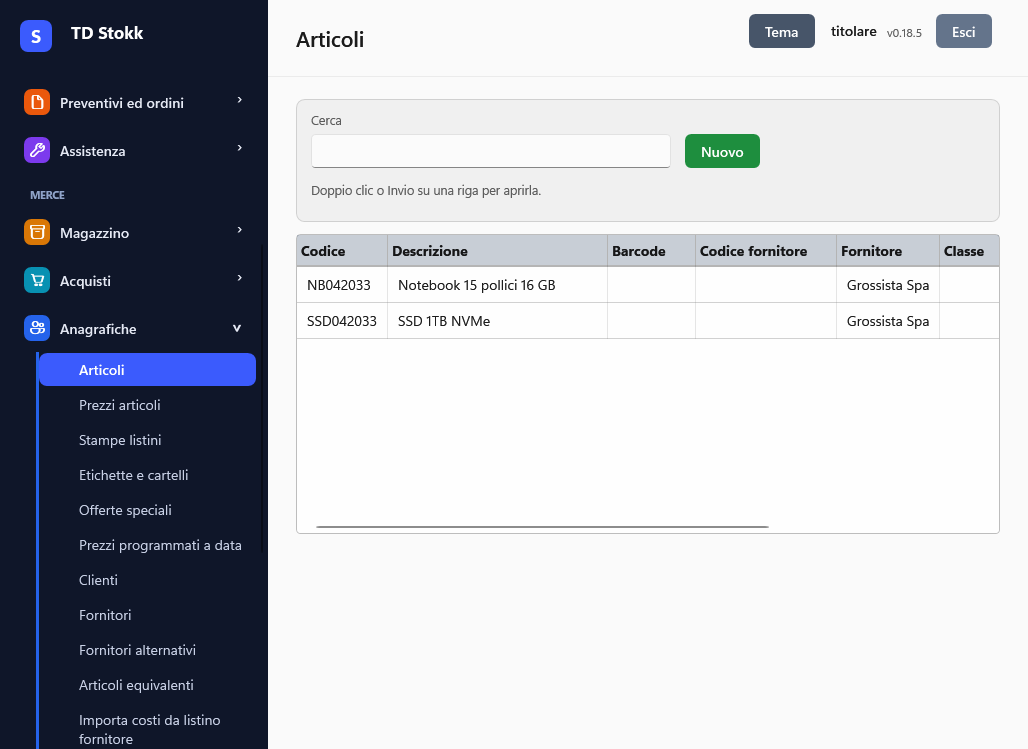 S
TD Stokk
Preventivi ed ordini
Assistenza
MERCE
Magazzino
Acquisti
Anagrafiche
Articoli
Prezzi articoli
Stampe listini
Etichette e cartelli
Offerte speciali
Prezzi programmati a data
Clienti
Fornitori
Fornitori alternativi
Articoli equivalenti
Importa costi da listino
fornitore
Articoli
Tema
titolare
v0.18.5
Esci
Cerca
Nuovo
Doppio clic o Invio su una riga per aprirla.
Codice Descrizione Barcode Codice fornitore Fornitore Classe
NB042033 Notebook 15 pollici 16 GB Grossista Spa
SSD042033 SSD 1TB NVMe Grossista Spa